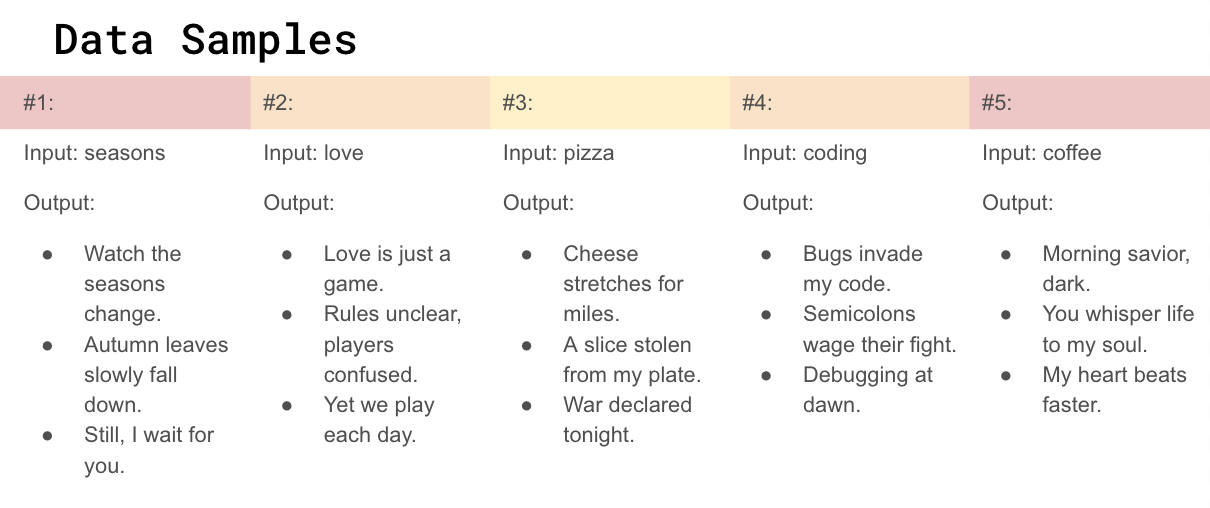 Data Samples
#1:
Input: seasons
Output:
● Watch the
seasons
change.
● Autumn leaves
slowly fall
down.
● Still, I wait for
you.
#2:
Input: love
Output:
● Love is just a
game.
● Rules unclear,
players
confused.
● Yet we play
each day.
#3:
Input: pizza
Output:
● Cheese
stretches for
miles.
● A slice stolen
from my plate.
● War declared
tonight.
#4:
Input: coding
Output:
● Bugs invade
my code.
● Semicolons
wage their fight.
● Debugging at
dawn.
#5:
Input: coffee
Output:
● Morning savior,
dark.
● You whisper life
to my soul.
● My heart beats
faster.